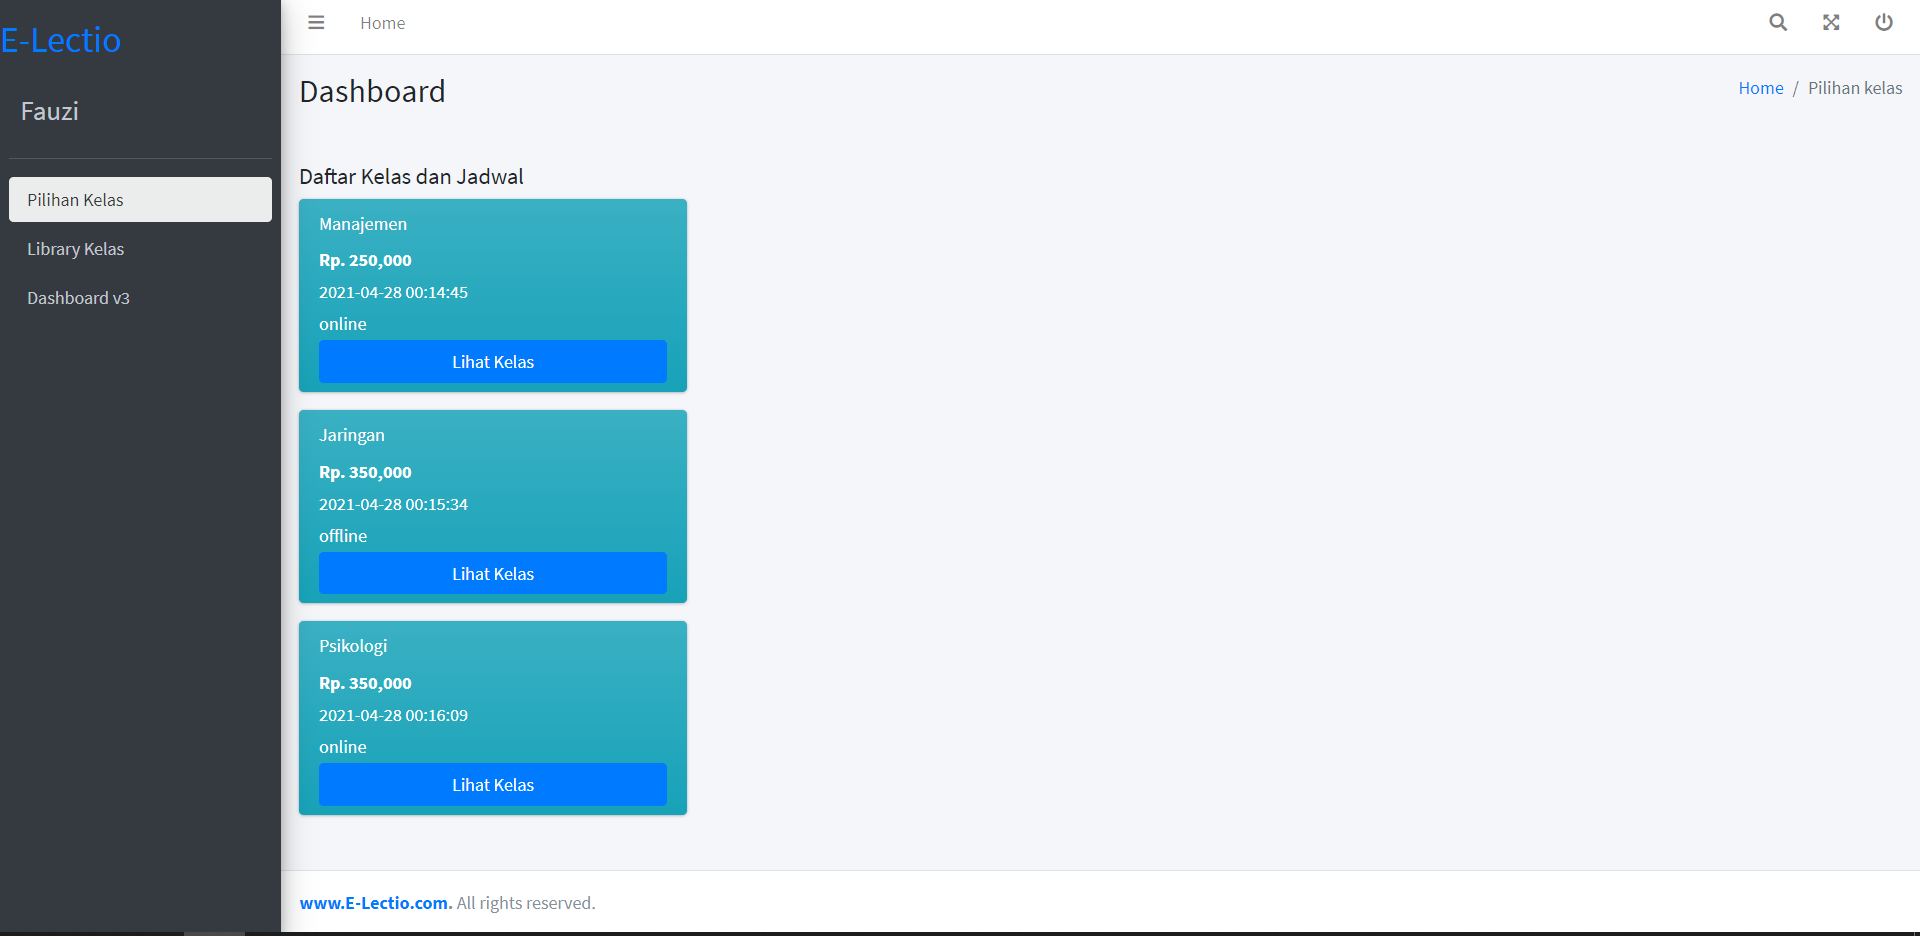 E-Lectio
Fauzi
Pilihan Kelas
Library Kelas
Dashboard v3
Home
Dashboard
Home / Pilihan kelas
Daftar Kelas dan Jadwal
Manajemen
Rp. 250,000
2021-04-28 00:14:45
online
Lihat Kelas
Jaringan
Rp. 350,000
2021-04-28 00:15:34
offline
Lihat Kelas
Psikologi
Rp. 350,000
2021-04-28 00:16:09
online
Lihat Kelas
www.E-Lectio.com. All rights reserved.